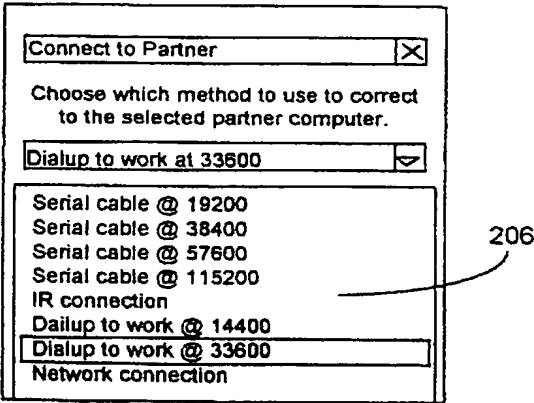 Connect to Partner
Choose which method to use to correct
to the selected partner computer.
Dialup to work at 33600
Serial cable @ 19200
Serial cable @ 38400
Serial cable @ 57600
Serial cable @ 115200
IR connection
Dailup to work @ 14400
Dialup to work @ 33600
Network connection
206